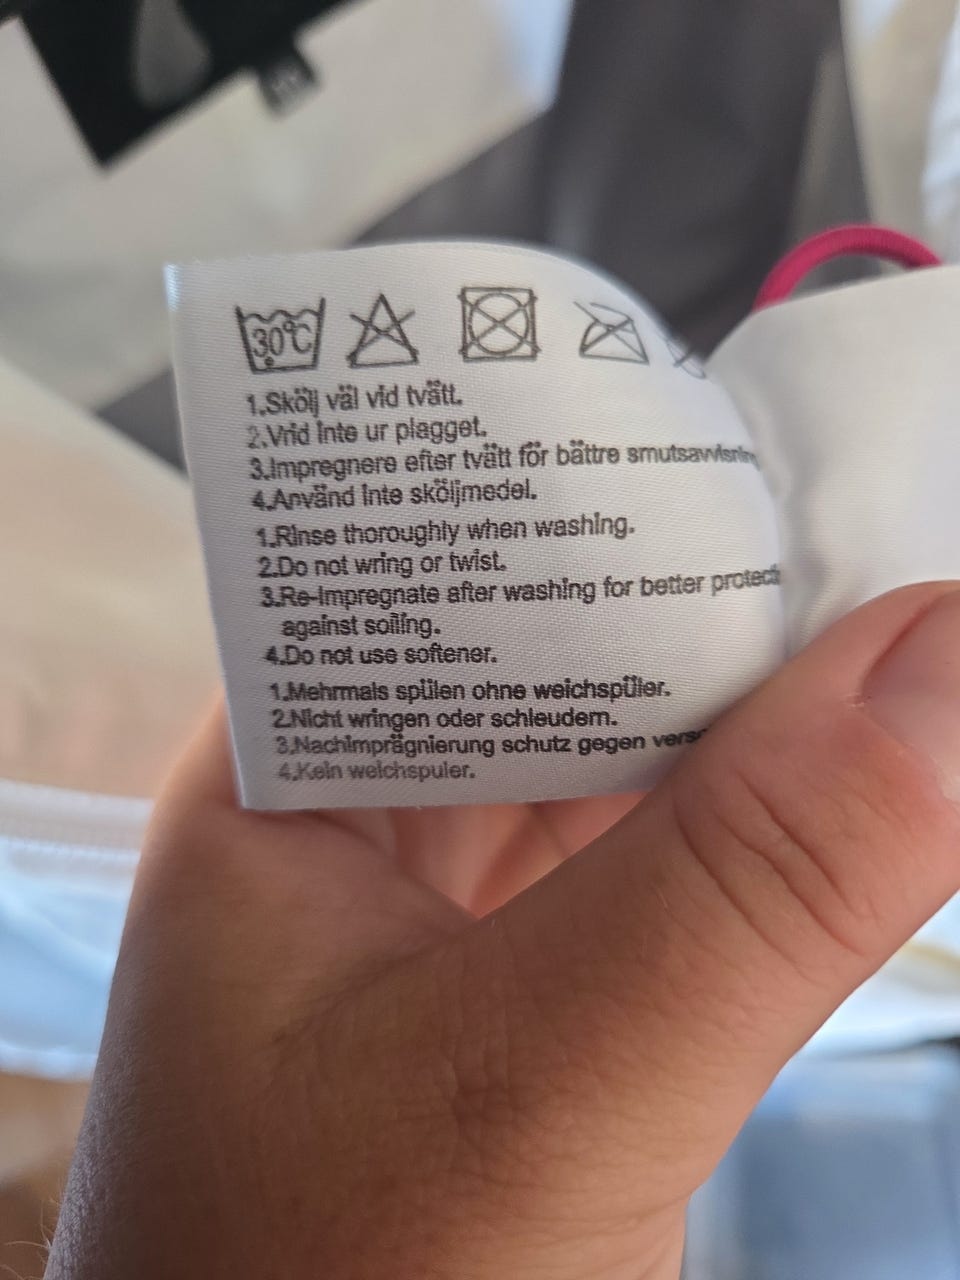 30°C
1.Skölj väl vid tvätt.
2.Vrid inte ur plagget.
3.Impregnere efter tvätt för bättre
4.Använd inte sköljmedel.
1.Rinse thoroughly when washing.
2.Do not wring or twist.
3.Re-Impregnate after washing for better
against soiling.
4.Do not use softener.
1.Mehrmals spülen ohne weichspüler.
2.Nicht wringen oder schleudern.
3.Nachimprägnierung schutz gegen
4.Kein weichspuler.